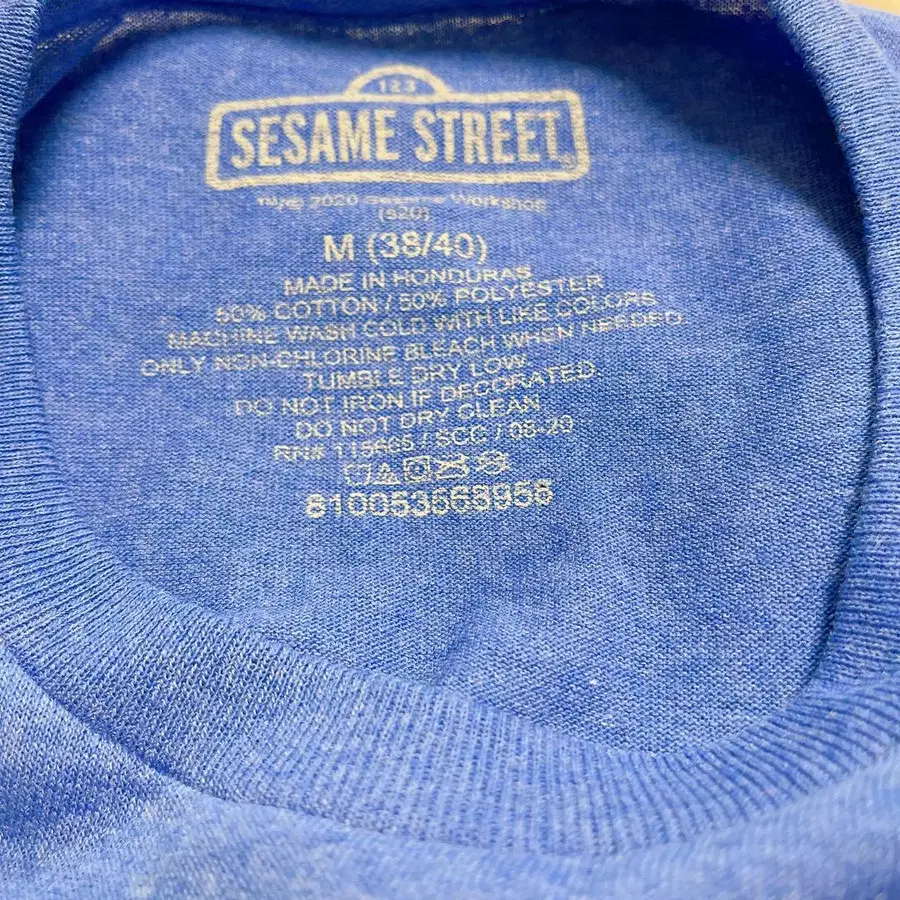 123
SESAME STREET
TM/© 2020 Sesame Workshop
(S20)
M (38/40)
MADE IN HONDURAS
50% COTTON / 50% POLYESTER
MACHINE WASH COLD WITH LIKE COLORS
ONLY NON-CHLORINE BLEACH WHEN NEEDED
TUMBLE DRY LOW
DO NOT IRON IF DECORATED
DO NOT DRY CLEAN
RN# / SCC / 08-20